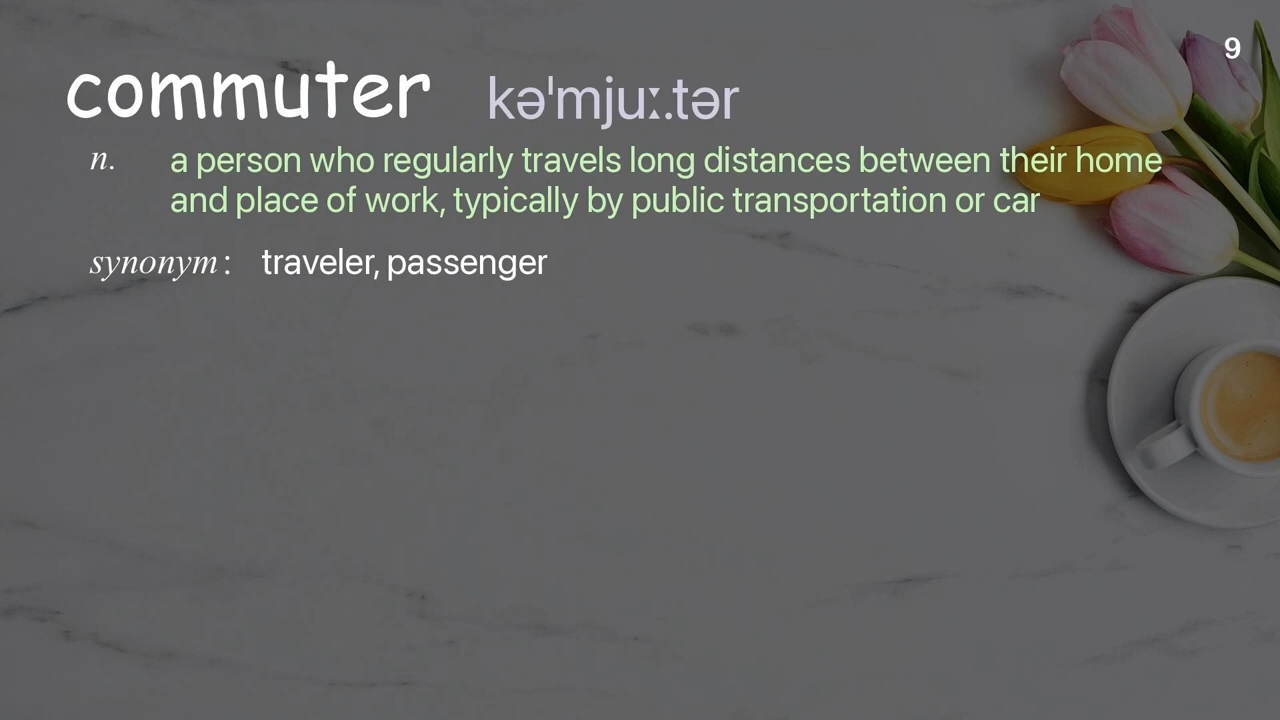 9
commuter kəˈmjuː.tər
n. a person who regularly travels long distances between their home
and place of work, typically by public transportation or car
synonym : traveler, passenger